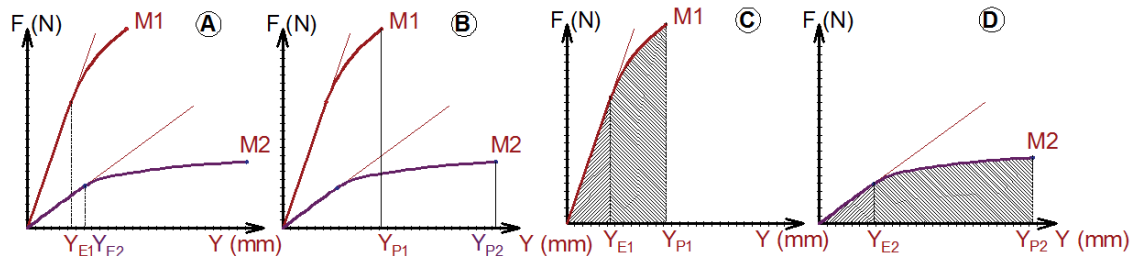 F (N)
M1
A
M2
Y_E1 Y_E2 Y (mm)
F (N)
M1
B
M2
Y_P1 Y_P2 Y (mm)
F (N)
M1
C
Y_E1 Y_P1 Y (mm)
F (N)
D
M2
Y_E2 Y_P2 Y (mm)